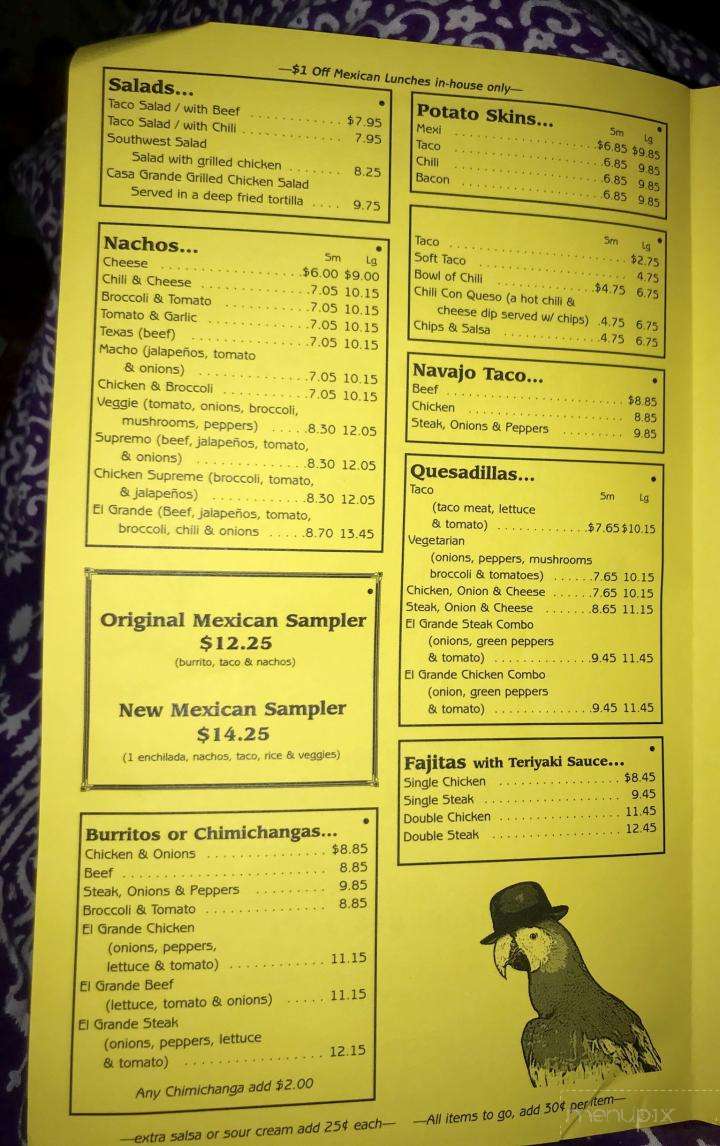 —$1 Off Mexican Lunches in-house only—
Salads...
Taco Salad / with Beef . . . . . . . . . . . $7.95
Taco Salad / with Chili . . . . . . . . . . . 7.95
Southwest Salad
Salad with grilled chicken . . . . . . . 8.25
Casa Grande Grilled Chicken Salad
Served in a deep fried tortilla . . . . 9.75
Nachos...
Sm Lg
Cheese . . . . . . . . . . $6.00 $9.00
Chili & Cheese . . . . . . . . . . .7.05 10.15
Broccoli & Tomato . . . . . . . . .7.05 10.15
Tomato & Garlic . . . . . . . . . .7.05 10.15
Texas (beef) . . . . . . . . . .7.05 10.15
Macho (jalapeños, tomato
& onions) . . . . . . . . . .7.05 10.15
Chicken & Broccoli . . . . . . . . .7.05 10.15
Veggie (tomato, onions, broccoli,
mushrooms, peppers) . . . . . .8.30 12.05
Supremo (beef, jalapeños, tomato,
& onions) . . . . . . . . . .8.30 12.05
Chicken Supreme (broccoli, tomato,
& jalapeños) . . . . . . . . . .8.30 12.05
El Grande (Beef, jalapeños, tomato,
broccoli, chili & onions . . . . . .8.70 13.45
Original Mexican Sampler
$12.25
(burrito, taco & nachos)
New Mexican Sampler
$14.25
(1 enchilada, nachos, taco, rice & veggies)
Burritos or Chimichangas...
Chicken & Onions . . . . . . . . . . $8.85
Beef . . . . . . . . . . 8.85
Steak, Onions & Peppers . . . . . . . . . 9.85
Broccoli & Tomato . . . . . . . . . . 8.85
El Grande Chicken
(onions, peppers,
lettuce & tomato) . . . . . . . . . . 11.15
El Grande Beef
(lettuce, tomato & onions) . . . . . 11.15
El Grande Steak
(onions, peppers, lettuce
& tomato) . . . . . . . . . . 12.15
Any Chimichanga add $2.00
—extra salsa or sour cream add 25¢ each—
Potato Skins...
Sm Lg
Mexi . . . . . . . . . . $6.85 $9.85
Taco . . . . . . . . . . .6.85 9.85
Chili . . . . . . . . . . .6.85 9.85
Bacon . . . . . . . . . . .6.85 9.85
Sm Lg
Taco . . . . . . . . . . $2.75
Soft Taco . . . . . . . . . . 4.75
Bowl of Chili . . . . . . . . . . $4.75 6.75
Chili Con Queso (a hot chili &
cheese dip served w/ chips) .4.75 6.75
Chips & Salsa . . . . . . . . . . .4.75 6.75
Navajo Taco...
Beef . . . . . . . . . . $8.85
Chicken . . . . . . . . . . 8.85
Steak, Onions & Peppers . . . . . . . . . 9.85
Quesadillas...
Sm Lg
Taco
(taco meat, lettuce
& tomato) . . . . . . . . . . $7.65 $10.15
Vegetarian
(onions, peppers, mushrooms
broccoli & tomatoes) . . . . . . .7.65 10.15
Chicken, Onion & Cheese . . . . . . .7.65 10.15
Steak, Onion & Cheese . . . . . . . .8.65 11.15
El Grande Steak Combo
(onions, green peppers
& tomato) . . . . . . . . . .9.45 11.45
El Grande Chicken Combo
(onion, green peppers
& tomato) . . . . . . . . . .9.45 11.45
Fajitas with Teriyaki Sauce...
Single Chicken . . . . . . . . . . $8.45
Single Steak . . . . . . . . . . 9.45
Double Chicken . . . . . . . . . . 11.45
Double Steak . . . . . . . . . . 12.45
—All items to go, add 30¢ per item—
menupix